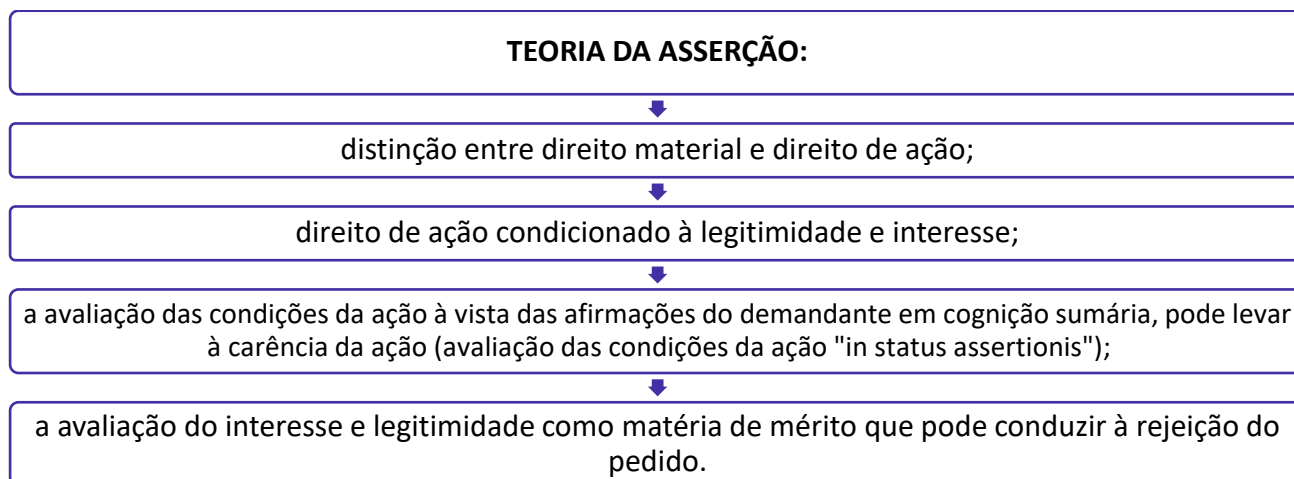 TEORIA DA ASSERÇÃO:
distinção entre direito material e direito de ação;
direito de ação condicionado à legitimidade e interesse;
a avaliação das condições da ação à vista das afirmações do demandante em cognição sumária, pode levar
à carência da ação (avaliação das condições da ação "in status assertionis");
a avaliação do interesse e legitimidade como matéria de mérito que pode conduzir à rejeição do
pedido.